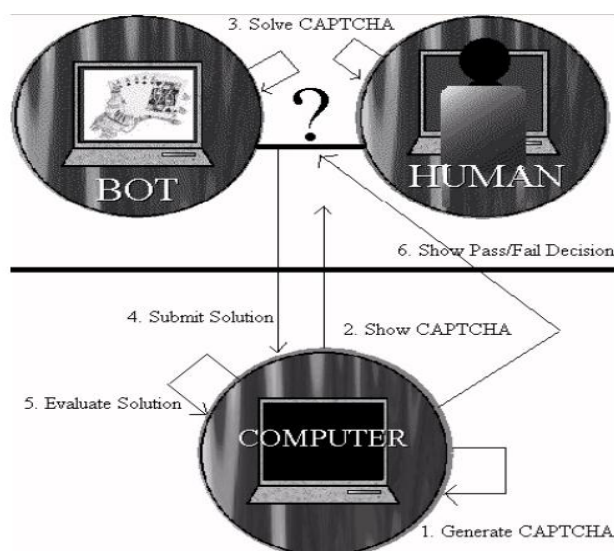 3. Solve CAPTCHA
?
BOT
HUMAN
6. Show Pass/Fail Decision
4. Submit Solution
2. Show CAPTCHA
5. Evaluate Solution
COMPUTER
1. Generate CAPTCHA